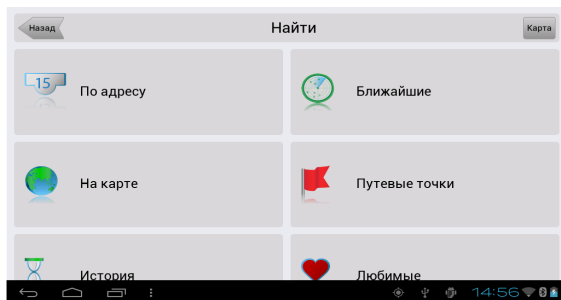 Назад
Найти
Карта
15
По адресу
Ближайшие
На карте
Путевые точки
История
Любимые
14:56